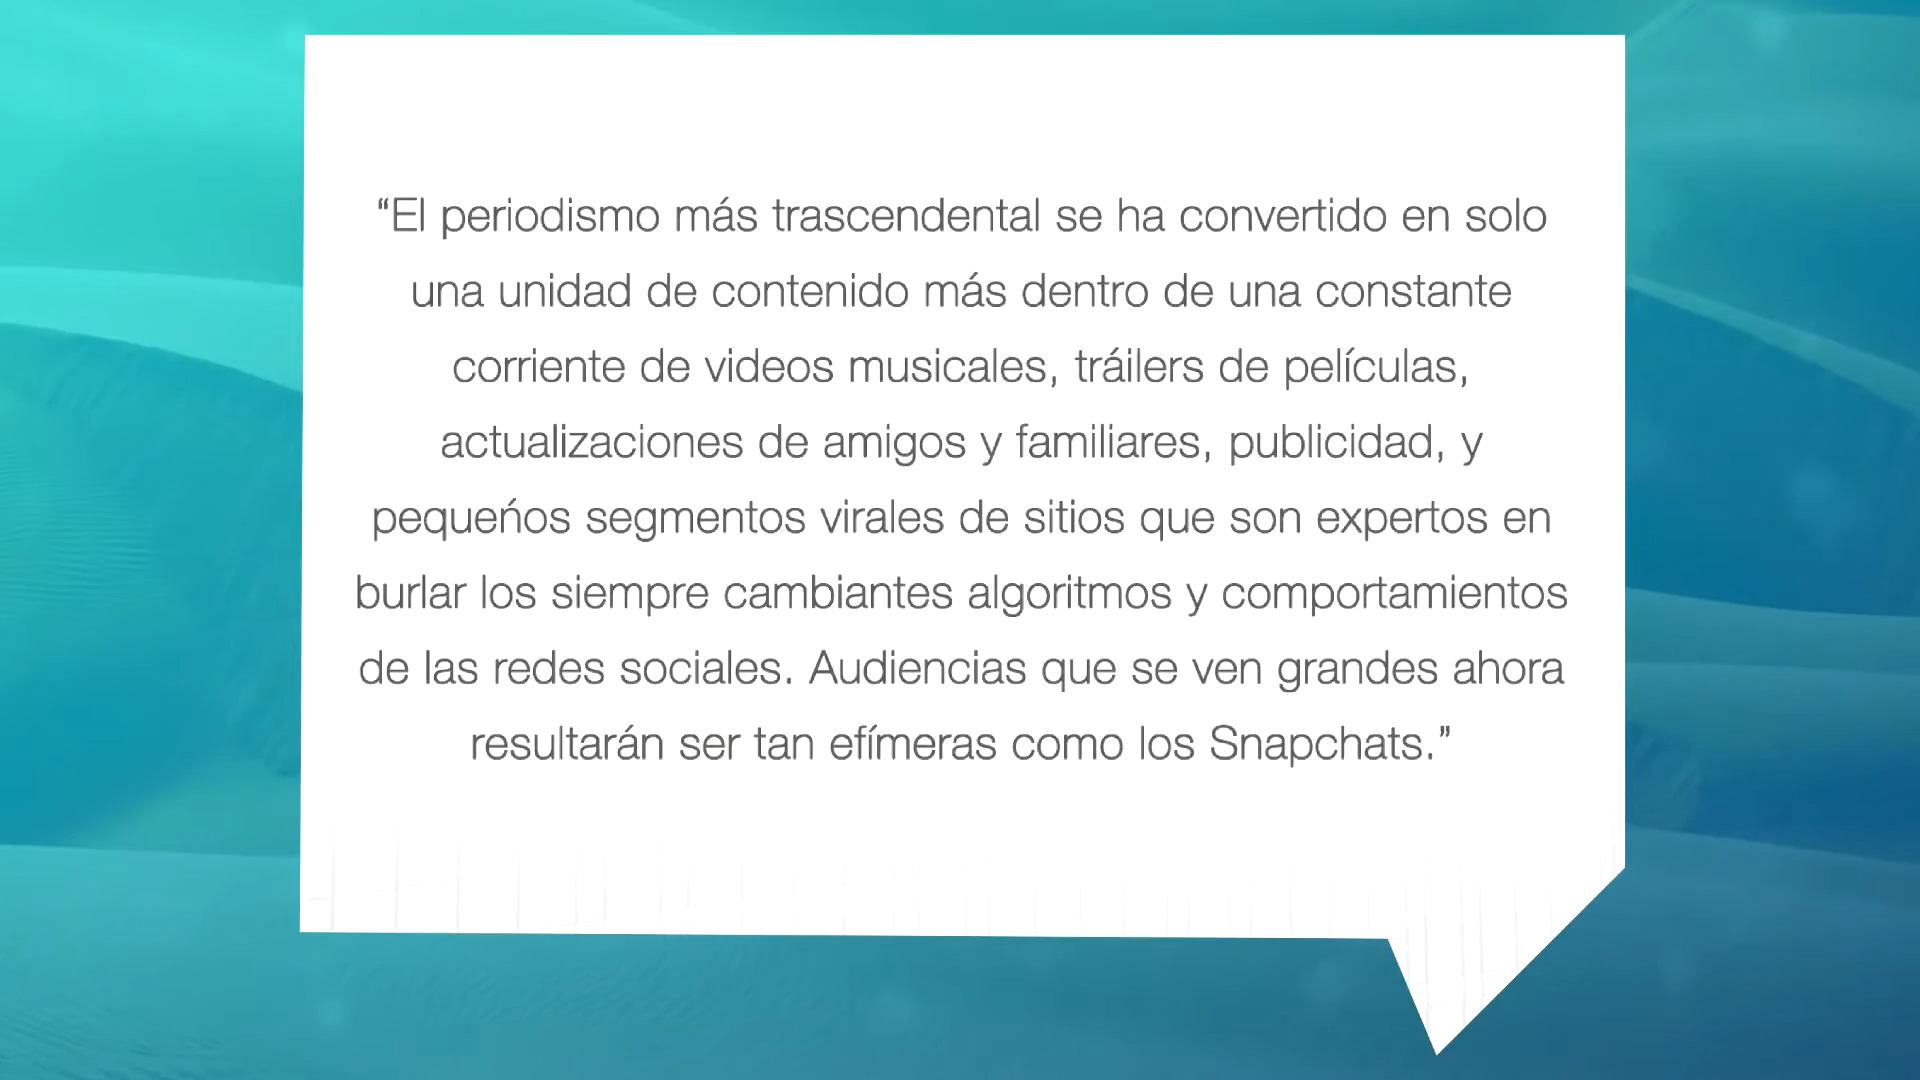 “El periodismo más trascendental se ha convertido en solo
una unidad de contenido más dentro de una constante
corriente de videos musicales, tráilers de películas,
actualizaciones de amigos y familiares, publicidad, y
pequeńos segmentos virales de sitios que son expertos en
burlar los siempre cambiantes algoritmos y comportamientos
de las redes sociales. Audiencias que se ven grandes ahora
resultarán ser tan efímeras como los Snapchats.”